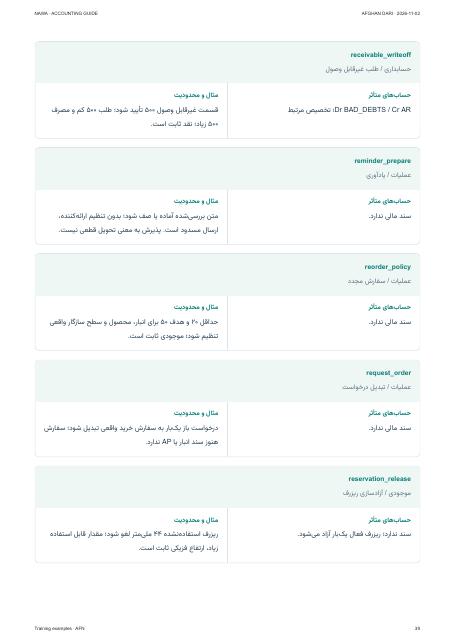 NAWA · ACCOUNTING GUIDE
AFGHAN DARI · 2026-11-02
receivable_writeoff
حسابداری / طلب غیرقابل وصول
حساب‌های متأثر
Dr BAD_DEBTS / Cr AR؛ تخصیص مرتبط
مثال و محدودیت
قسمت غیرقابل وصول ۵۰۰ تأیید شود؛ طلب ۵۰۰ کم و مصرف
۵۰۰ زیاد؛ نقد ثابت است.
reminder_prepare
عملیات / یادآوری
حساب‌های متأثر
سند مالی ندارد.
مثال و محدودیت
متن بررسی‌شده آماده یا صف شود؛ بدون تنظیم ارائه‌کننده،
ارسال مسدود است. پذیرش به معنی تحویل قطعی نیست.
reorder_policy
عملیات / سفارش مجدد
حساب‌های متأثر
سند مالی ندارد.
مثال و محدودیت
حداقل ۲۰ و هدف ۵۰ برای انبار، محصول و سطح سازگار واقعی
تنظیم شود؛ موجودی ثابت است.
request_order
عملیات / تبدیل درخواست
حساب‌های متأثر
سند مالی ندارد.
مثال و محدودیت
درخواست باز یک‌بار به سفارش خرید واقعی تبدیل شود؛ سفارش
هنوز سند انبار یا AP ندارد.
reservation_release
موجودی / آزادسازی ریزرف
حساب‌های متأثر
سند ندارد؛ ریزرف فعال یک‌بار آزاد می‌شود.
مثال و محدودیت
ریزرف استفاده‌نشده ۴۴ ملی‌متر لغو شود؛ مقدار قابل استفاده
زیاد، ارتفاع فزیکی ثابت است.
Training examples · AFN